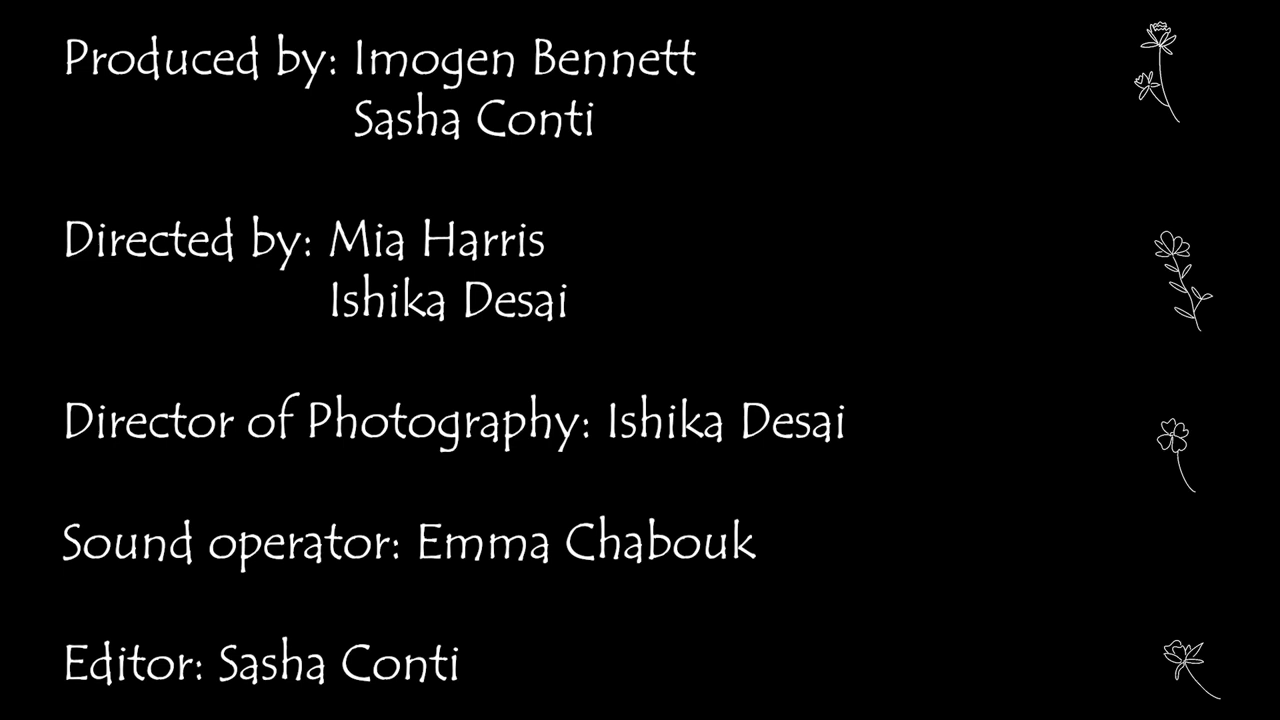 Produced by: Imogen Bennett
Sasha Conti
Directed by: Mia Harris
Ishika Desai
Director of Photography: Ishika Desai
Sound operator: Emma Chabouk
Editor: Sasha Conti